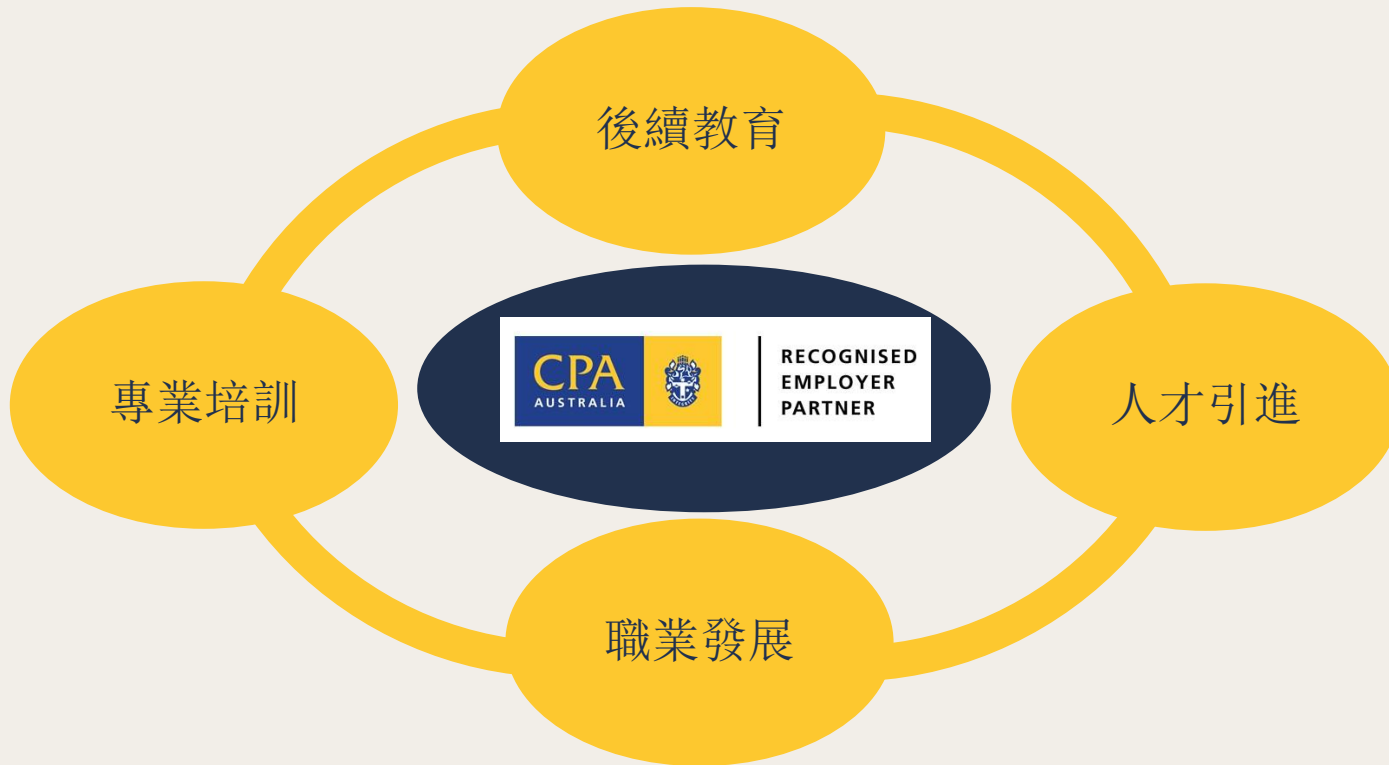 後續教育
專業培訓
CPA
AUSTRALIA
RECOGNISED
EMPLOYER
PARTNER
人才引進
職業發展